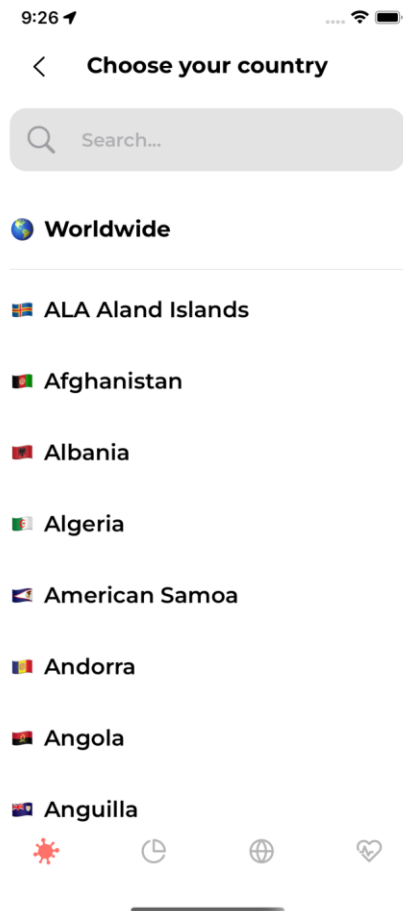 9:26
Choose your country
Search...
Worldwide
ALA Aland Islands
Afghanistan
Albania
Algeria
American Samoa
Andorra
Angola
Anguilla